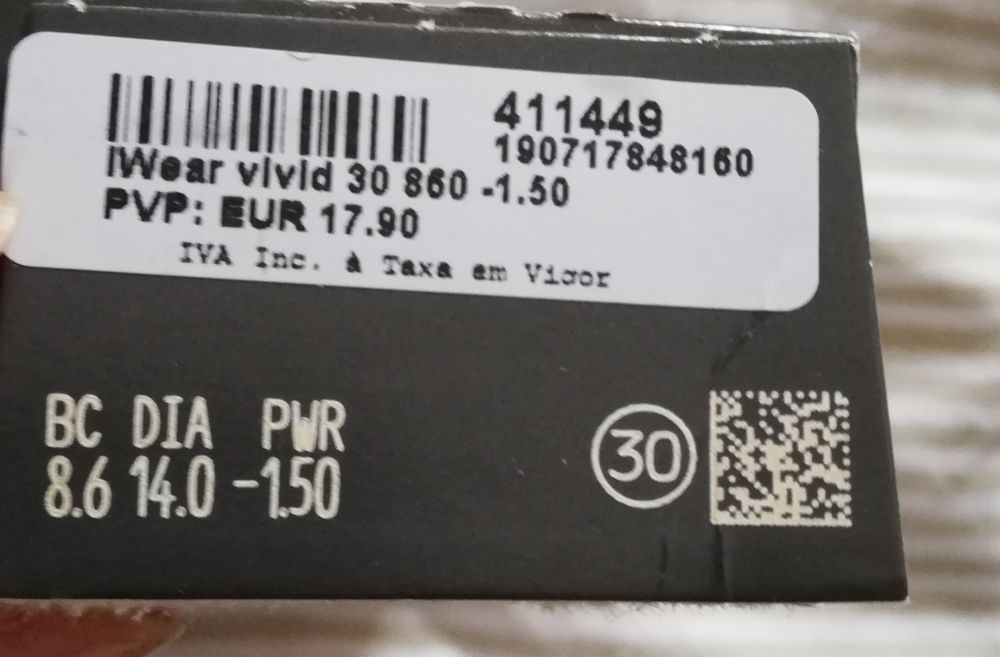 411449
190717848160
iWear vivid 30 860 -1.50
PVP: EUR 17.90
IVA Inc. à Taxa em Vigor
BC DIA PWR
8.6 14.0 -1.50
30